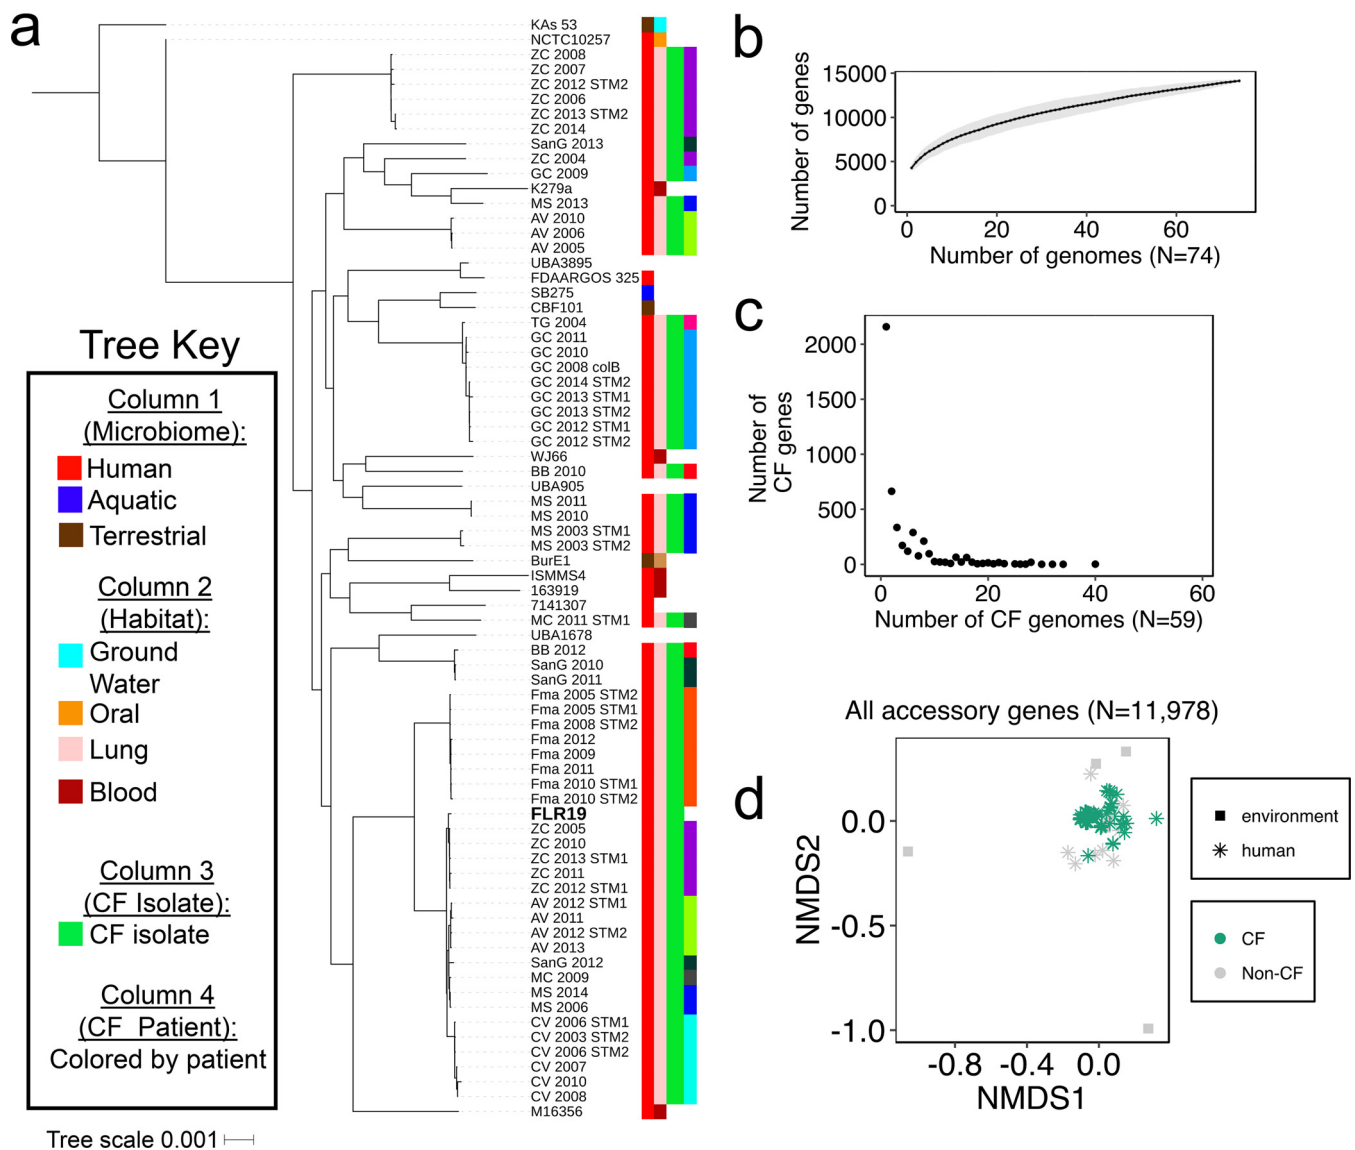 a
KAs 53
NCTC10257
ZC 2008
ZC 2007
ZC 2012 STM2
ZC 2006
ZC 2013 STM2
ZC 2014
SanG 2013
ZC 2004
GC 2009
K279a
MS 2013
AV 2010
AV 2006
AV 2005
UBA3895
FDAARGOS 325
SB275
CBF101
TG 2004
GC 2011
GC 2010
GC 2008 colB
GC 2014 STM2
GC 2013 STM1
GC 2013 STM2
GC 2012 STM1
GC 2012 STM2
WJ66
BB 2010
UBA905
MS 2011
MS 2010
MS 2003 STM1
MS 2003 STM2
BurE1
ISMMS4
163919
7141307
MC 2011 STM1
UBA1678
BB 2012
SanG 2010
SanG 2011
Fma 2005 STM2
Fma 2005 STM1
Fma 2008 STM2
Fma 2012
Fma 2009
Fma 2011
Fma 2010 STM1
Fma 2010 STM2
FLR19
ZC 2005
ZC 2010
ZC 2013 STM1
ZC 2011
ZC 2012 STM1
AV 2012 STM1
AV 2011
AV 2012 STM2
AV 2013
SanG 2012
MC 2009
MS 2014
MS 2006
CV 2006 STM1
CV 2003 STM2
CV 2006 STM2
CV 2007
CV 2010
CV 2008
M16356
Tree Key
Column 1
(Microbiome):
Human
Aquatic
Terrestrial
Column 2
(Habitat):
Ground
Water
Oral
Lung
Blood
Column 3
(CF Isolate):
CF isolate
Column 4
(CF_Patient):
Colored by patient
Tree scale 0.001
b
Number of genes
15000
10000
5000
0
0 20 40 60
Number of genomes (N=74)
c
Number of
CF genes
2000
1500
1000
500
0
0 20 40 60
Number of CF genomes (N=59)
d
All accessory genes (N=11,978)
NMDS2
0.0
-0.5
-1.0
-0.8 -0.4 0.0
NMDS1
environment
human
CF
Non-CF